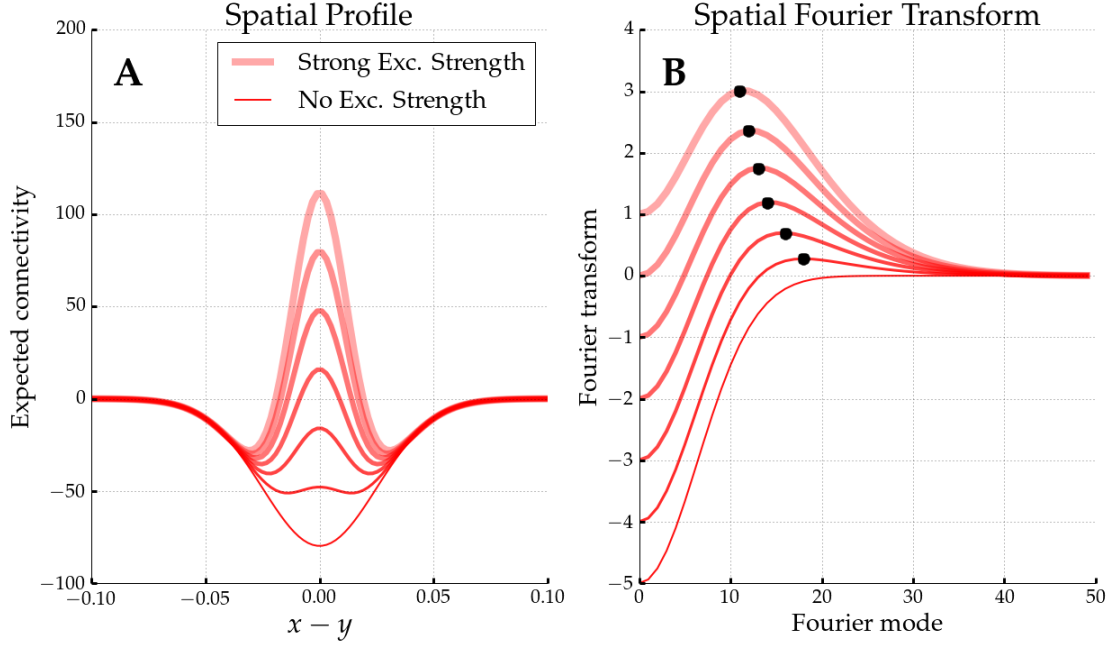 Spatial Profile
A
Strong Exc. Strength
No Exc. Strength
200
150
100
50
0
−50
−100
−0.10
−0.05
0.00
0.05
0.10
Expected connectivity
x − y
Spatial Fourier Transform
B
4
3
2
1
0
−1
−2
−3
−4
−5
0
10
20
30
40
50
Fourier transform
Fourier mode